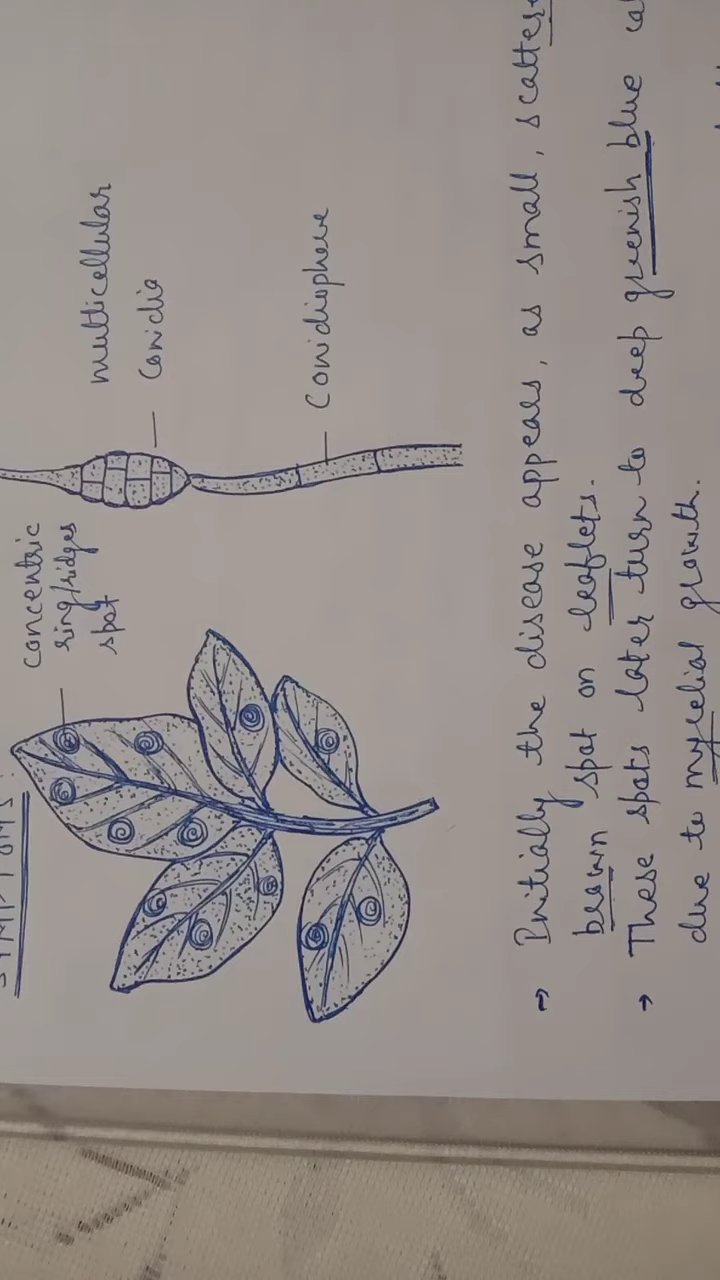 SYMPTOMS:
concentric
ring/ridges
spot
multicellular
conidia
Conidiophore
→ Initially the disease appears, as small,
brown spot on leaflets.
→ These spots later turn to deep greenish blue
due to mycelial growth.